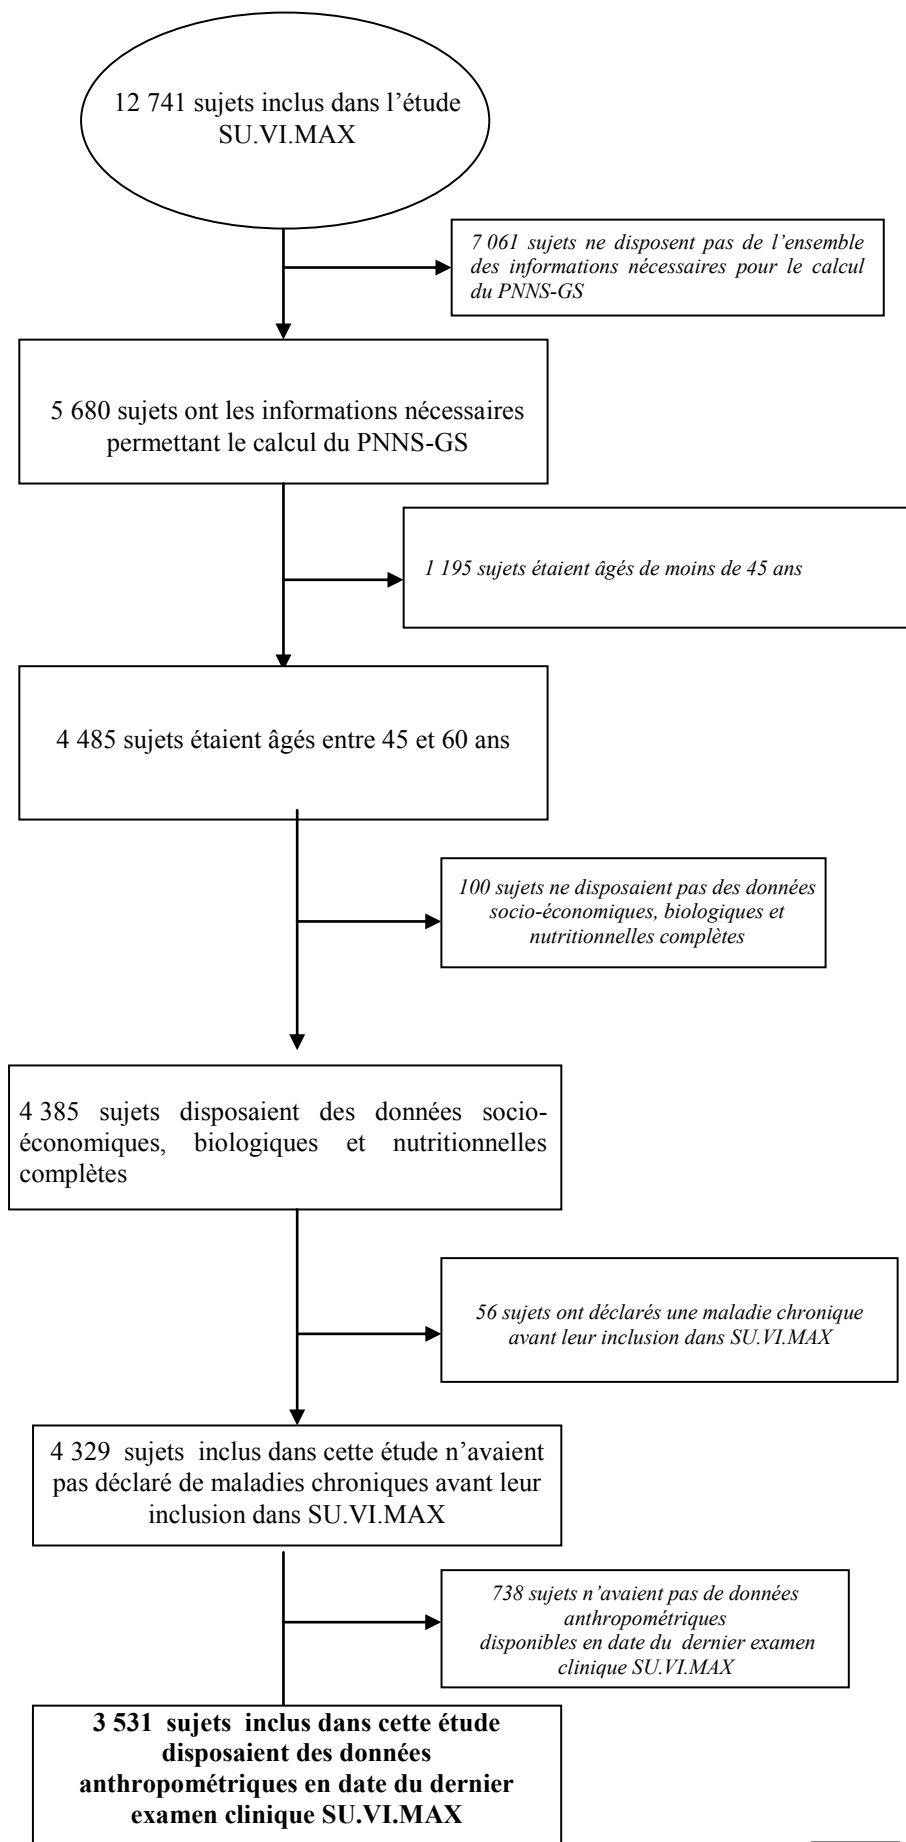 12 741 sujets inclus dans l’étude
SU.VI.MAX
7 061 sujets ne disposent pas de l’ensemble
des informations nécessaires pour le calcul
du PNNS-GS
5 680 sujets ont les informations nécessaires
permettant le calcul du PNNS-GS
1 195 sujets étaient âgés de moins de 45 ans
4 485 sujets étaient âgés entre 45 et 60 ans
100 sujets ne disposaient pas des données
socio-économiques, biologiques et
nutritionnelles complètes
4 385 sujets disposaient des données socio-
économiques, biologiques et nutritionnelles
complètes
56 sujets ont déclarés une maladie chronique
avant leur inclusion dans SU.VI.MAX
4 329 sujets inclus dans cette étude n’avaient
pas déclaré de maladies chroniques avant leur
inclusion dans SU.VI.MAX
738 sujets n’avaient pas de données
anthropométriques
disponibles en date du dernier examen
clinique SU.VI.MAX
3 531 sujets inclus dans cette étude
disposaient des données
anthropométriques en date du dernier
examen clinique SU.VI.MAX